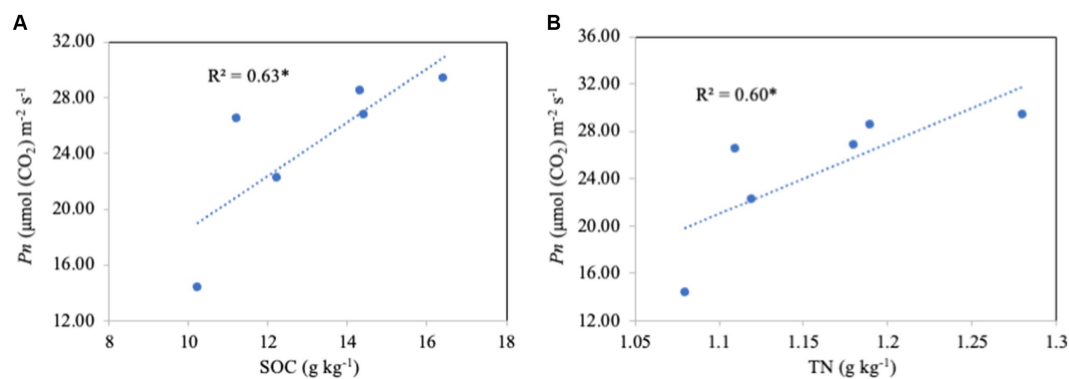 A
32.00
28.00
24.00
20.00
16.00
12.00
Pn (μmol (CO₂) m⁻² s⁻¹)
R² = 0.63*
8 10 12 14 16 18
SOC (g kg⁻¹)
B
36.00
32.00
28.00
24.00
20.00
16.00
12.00
Pn (μmol (CO₂) m⁻² s⁻¹)
R² = 0.60*
1.05 1.1 1.15 1.2 1.25 1.3
TN (g kg⁻¹)